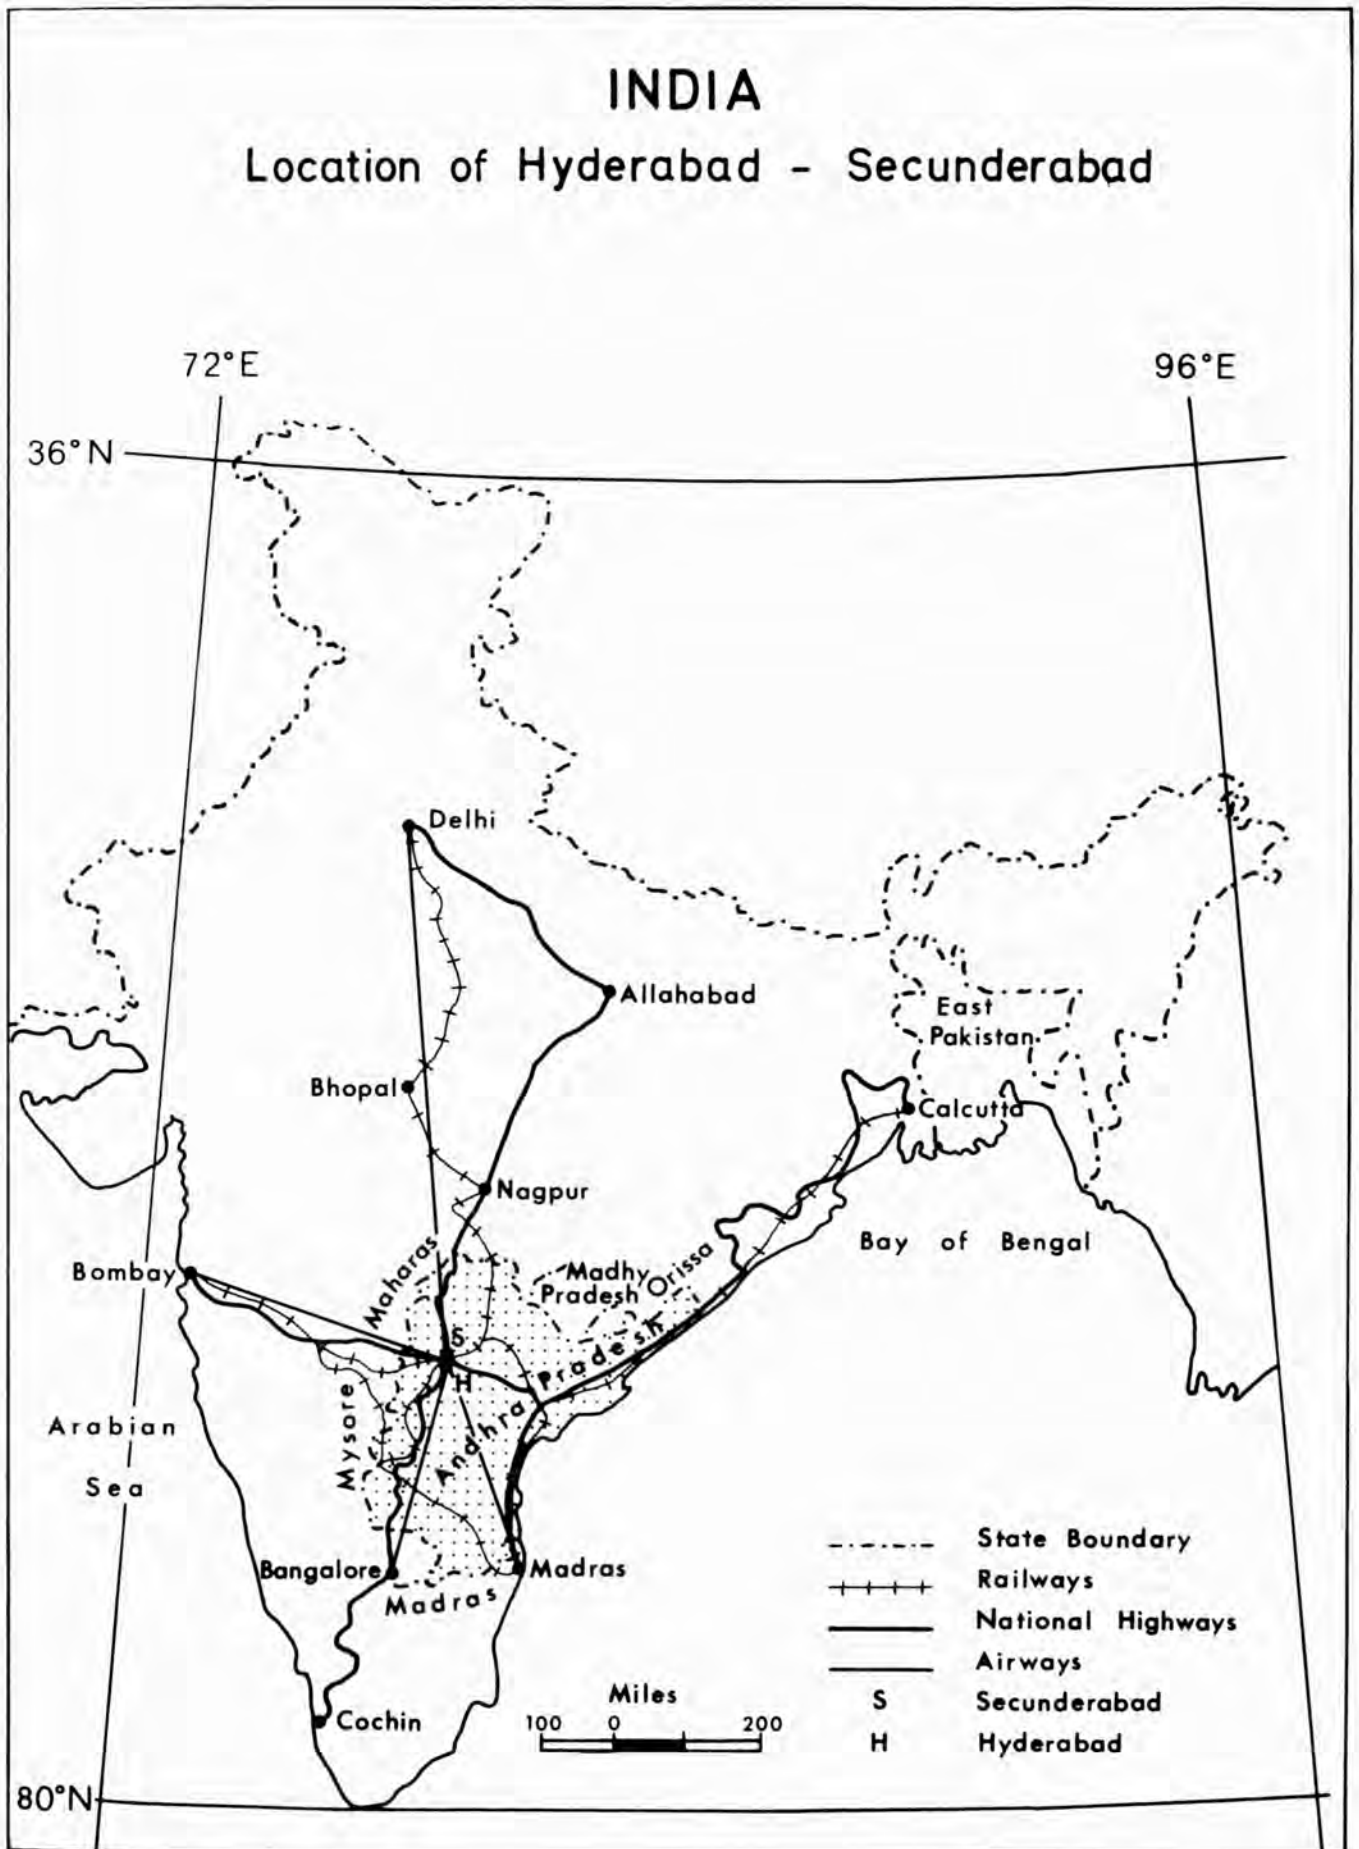 INDIA
Location of Hyderabad - Secunderabad
72°E
96°E
36°N
Delhi
Allahabad
East
Pakistan
Bhopal
Calcutta
Nagpur
Bay of Bengal
Maharas
Madhy
Pradesh
Orissa
Bombay
S
H
Andhra Pradesh
Mysore
Arabian
Sea
Bangalore
Madras
Madras
Cochin
State Boundary
Railways
National Highways
Airways
S Secunderabad
H Hyderabad
Miles
100 0 200
80°N